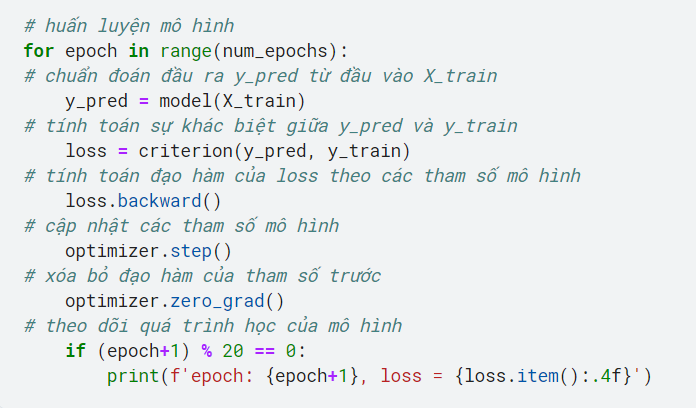 # huấn luyện mô hình
for epoch in range(num_epochs):
# chuẩn đoán đầu ra y_pred từ đầu vào X_train
    y_pred = model(X_train)
# tính toán sự khác biệt giữa y_pred và y_train
    loss = criterion(y_pred, y_train)
# tính toán đạo hàm của loss theo các tham số mô hình
    loss.backward()
# cập nhật các tham số mô hình
    optimizer.step()
# xóa bỏ đạo hàm của tham số trước
    optimizer.zero_grad()
# theo dõi quá trình học của mô hình
    if (epoch+1) % 20 == 0:
        print(f'epoch: {epoch+1}, loss = {loss.item():.4f}')